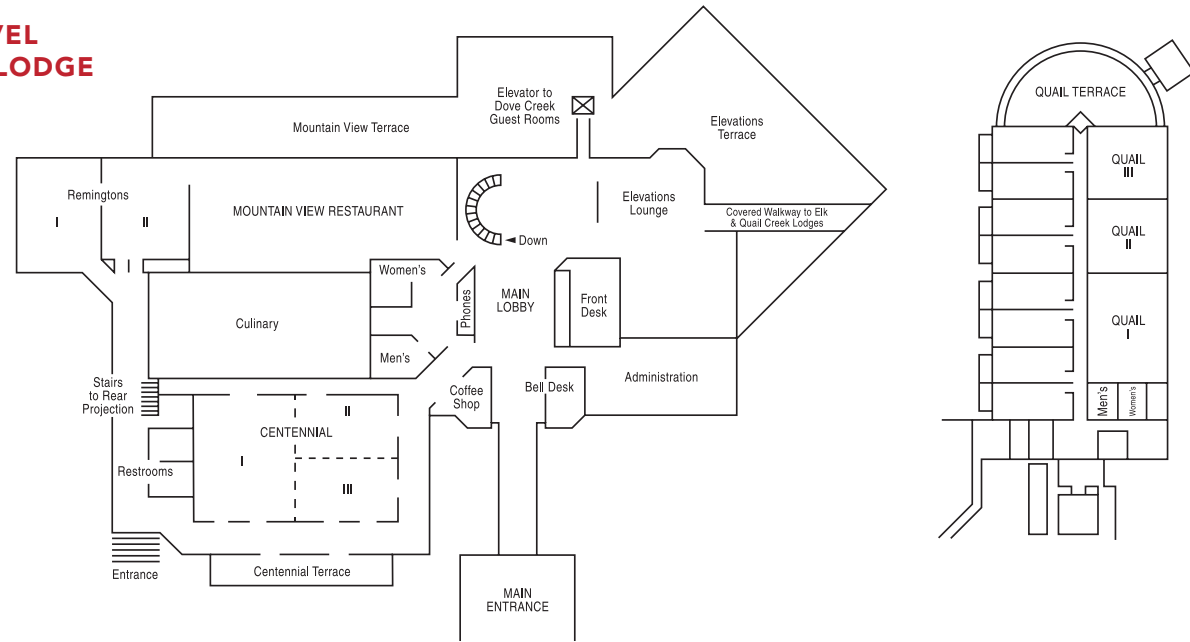 VEL
LODGE
Mountain View Terrace
Elevator to
Dove Creek
Guest Rooms
Elevations
Terrace
Remingtons
I
II
MOUNTAIN VIEW RESTAURANT
Elevations
Lounge
Covered Walkway to Elk
& Quail Creek Lodges
Down
Women's
Phones
MAIN
LOBBY
Front
Desk
Culinary
Men's
Stairs
to Rear
Projection
Coffee
Shop
Bell Desk
Administration
CENTENNIAL
I
II
III
Restrooms
Entrance
Centennial Terrace
MAIN
ENTRANCE
QUAIL TERRACE
QUAIL
III
QUAIL
II
QUAIL
I
Men's
Women's